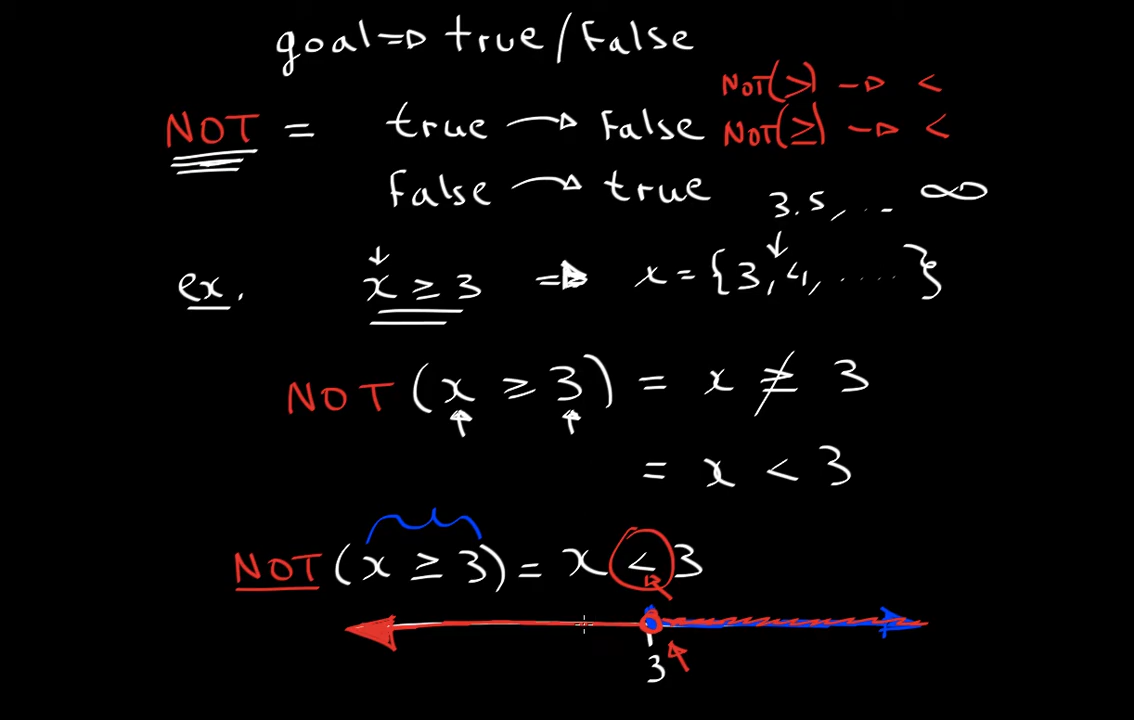 goal ⇒ true/False
NOT(>) → <
NOT = true → False NOT(≥) → <
False → true
3.5, ... ∞
ex. x ≥ 3 ⇒ x = {3, 4, .....}
NOT (x ≥ 3) = x ≱ 3
= x < 3
NOT (x ≥ 3) = x < 3
3